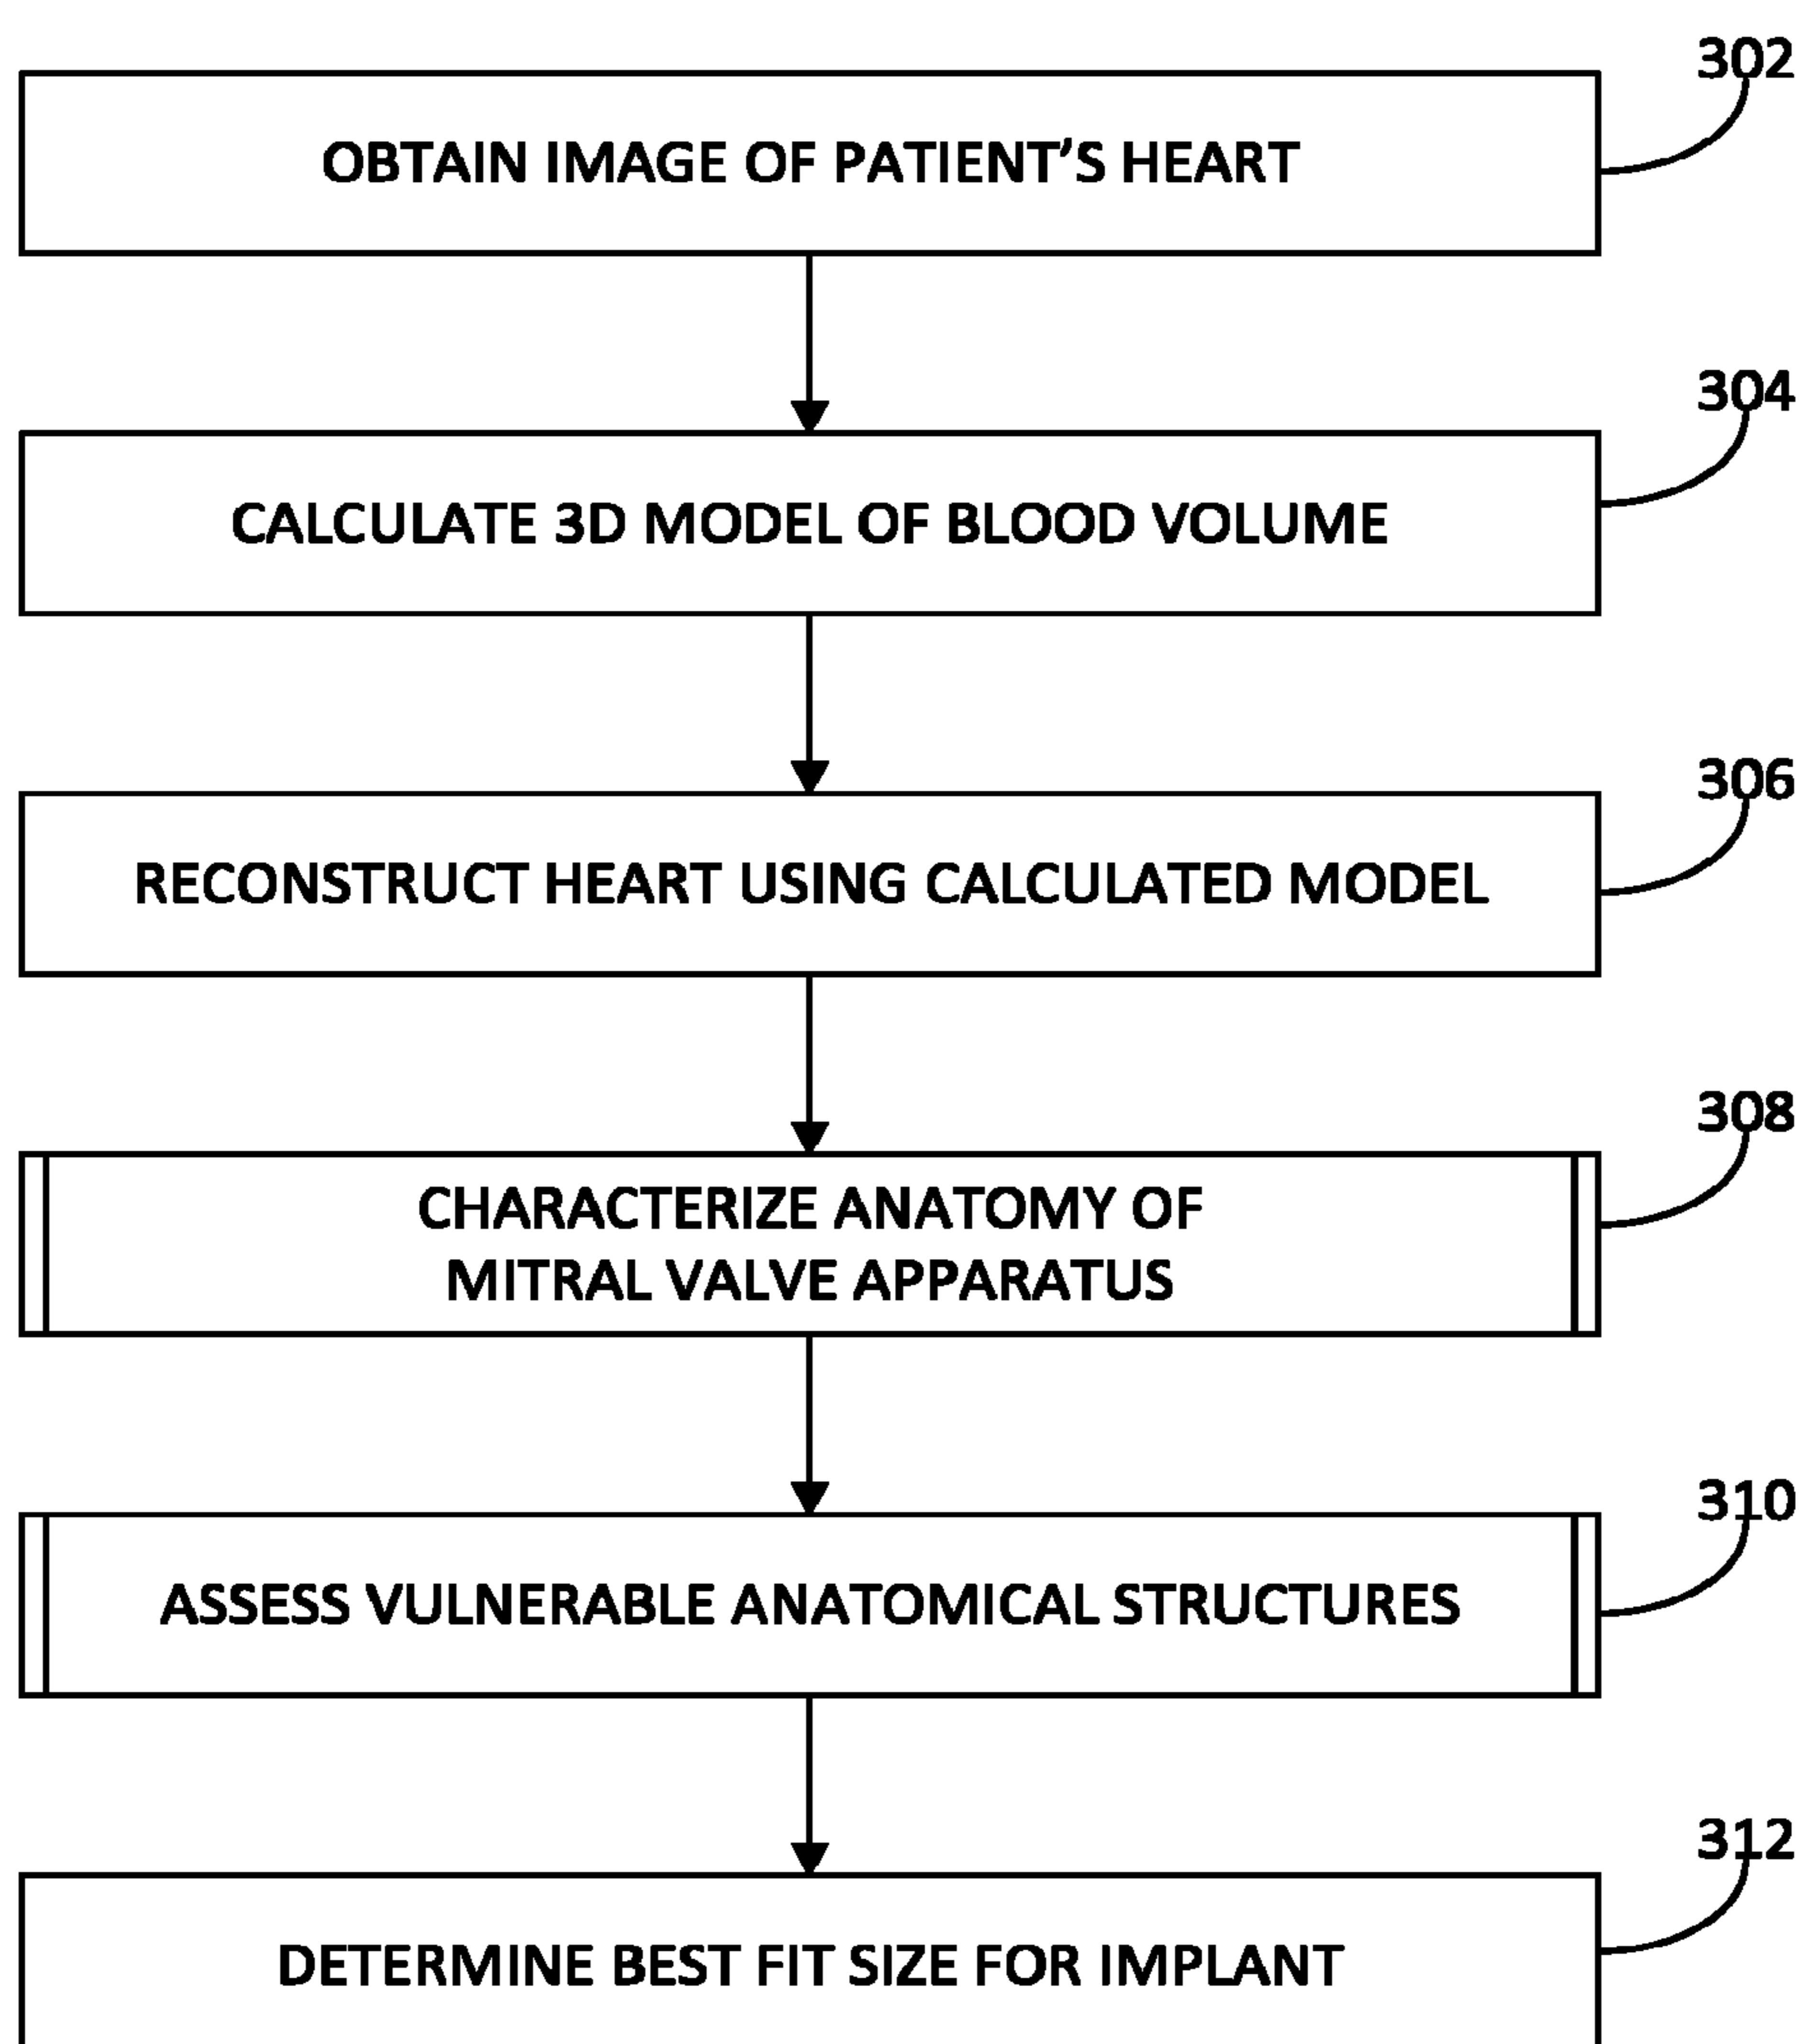 302
OBTAIN IMAGE OF PATIENT’S HEART
304
CALCULATE 3D MODEL OF BLOOD VOLUME
306
RECONSTRUCT HEART USING CALCULATED MODEL
308
CHARACTERIZE ANATOMY OF
MITRAL VALVE APPARATUS
310
ASSESS VULNERABLE ANATOMICAL STRUCTURES
312
DETERMINE BEST FIT SIZE FOR IMPLANT